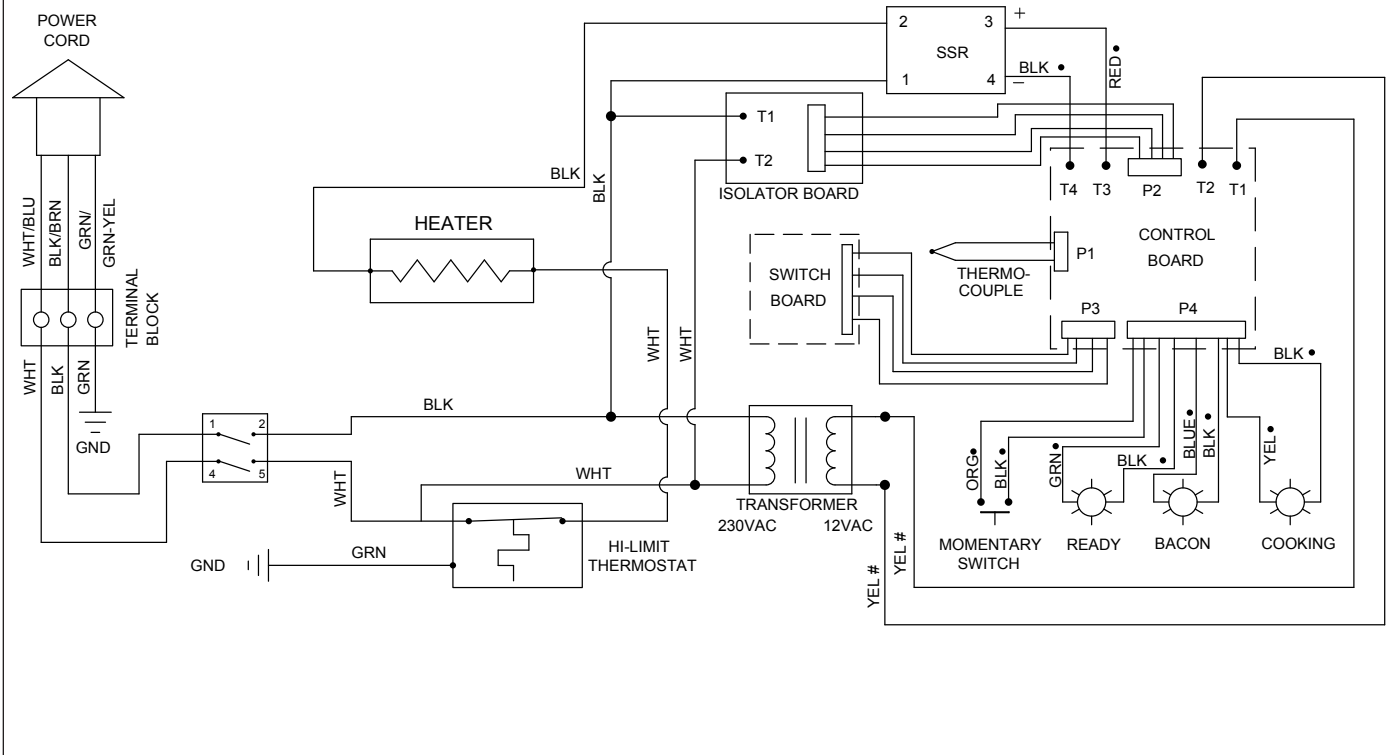 POWER
CORD
WHT/BLU
BLK/BRN
GRN/
GRN-YEL
TERMINAL
BLOCK
WHT
BLK
GRN
GND
1
2
4
5
BLK
WHT
WHT
GND
GRN
HI-LIMIT
THERMOSTAT
HEATER
BLK
BLK
WHT
WHT
2
3
+
SSR
1
4
−
BLK •
RED •
T1
T2
ISOLATOR BOARD
SWITCH
BOARD
THERMO-
COUPLE
T4
T3
P2
T2
T1
P1
CONTROL
BOARD
P3
P4
TRANSFORMER
230VAC
12VAC
YEL #
YEL #
ORG •
BLK •
GRN •
BLK •
BLUE •
BLK •
YEL •
BLK •
MOMENTARY
SWITCH
READY
BACON
COOKING